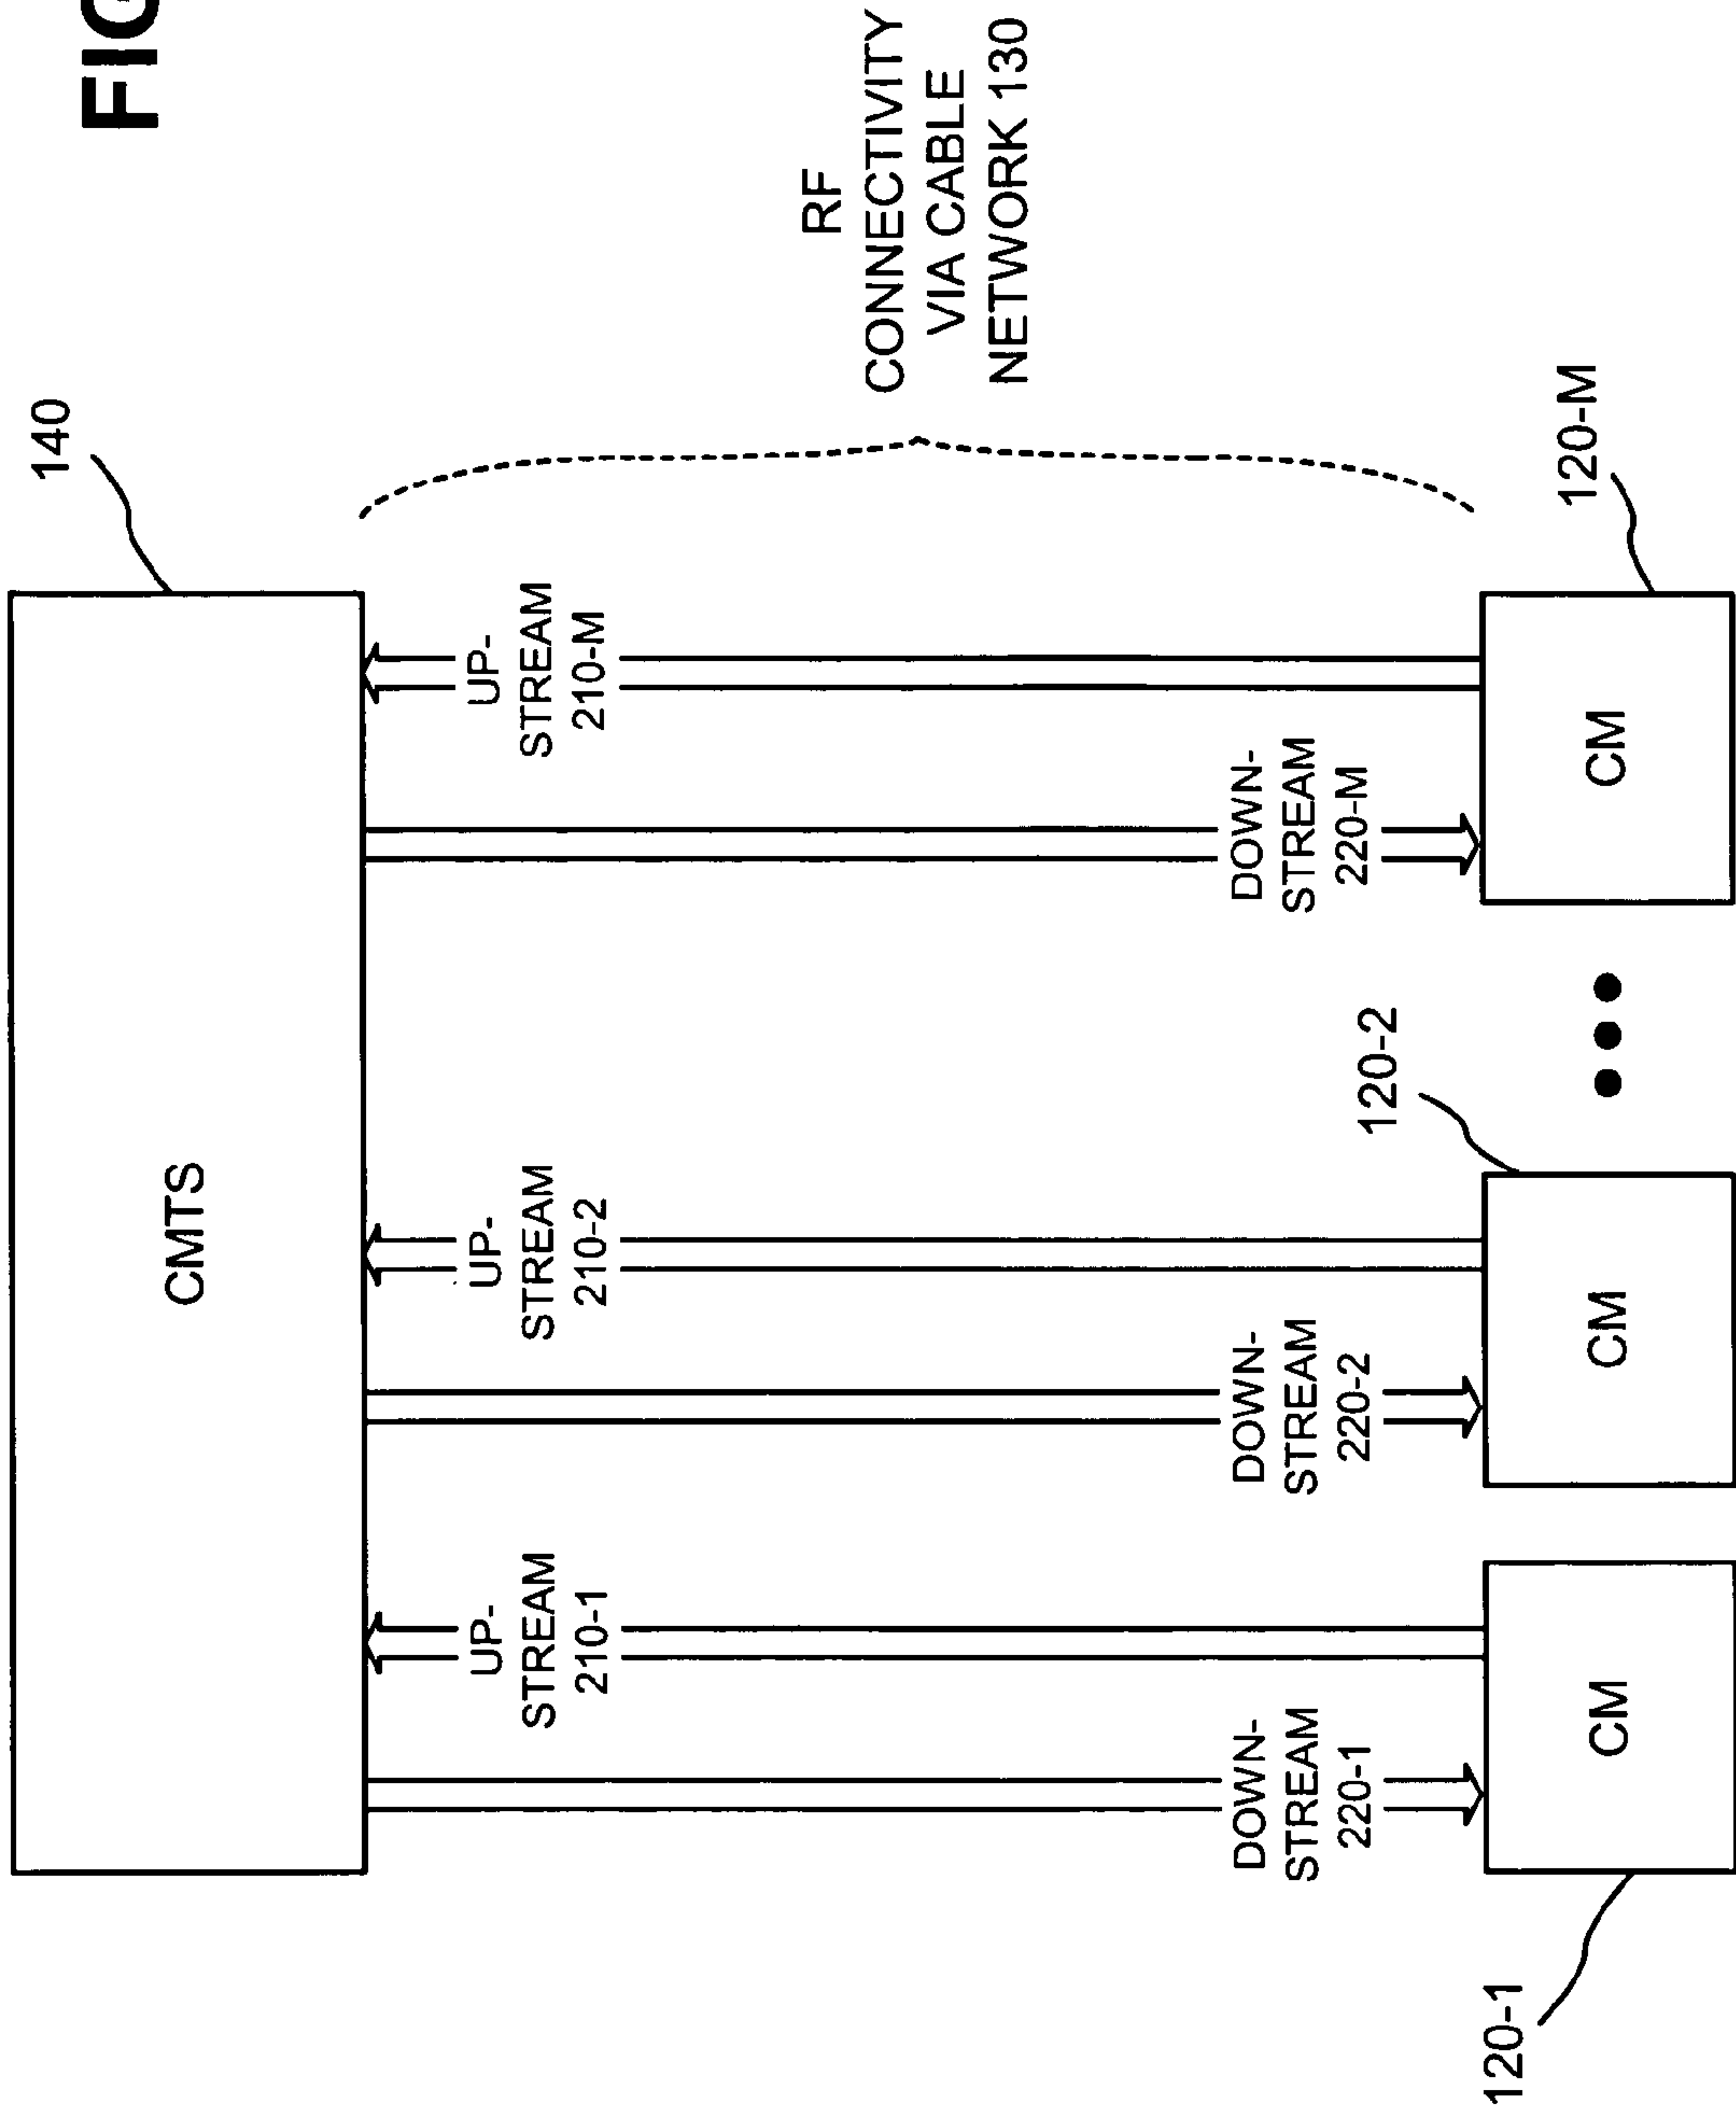 FIG
140
CMTS
UP-
STREAM
210-1
UP-
STREAM
210-2
UP-
STREAM
210-M
RF
CONNECTIVITY
VIA CABLE
NETWORK 130
DOWN-
STREAM
220-1
DOWN-
STREAM
220-2
DOWN-
STREAM
220-M
120-1
CM
120-2
CM
120-M
CM